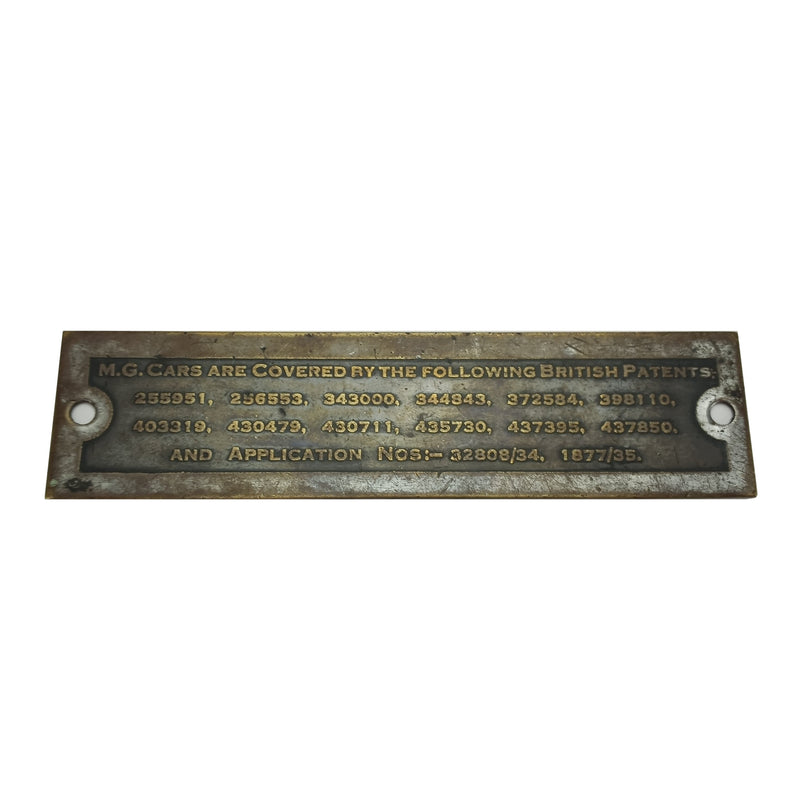 M.G. CARS ARE COVERED BY THE FOLLOWING BRITISH PATENTS:
255951, 256553, 343000, 344843, 372584, 398110,
403319, 430479, 430711, 435730, 437395, 437850,
AND APPLICATION NOS:- 32808/34, 1877/35.